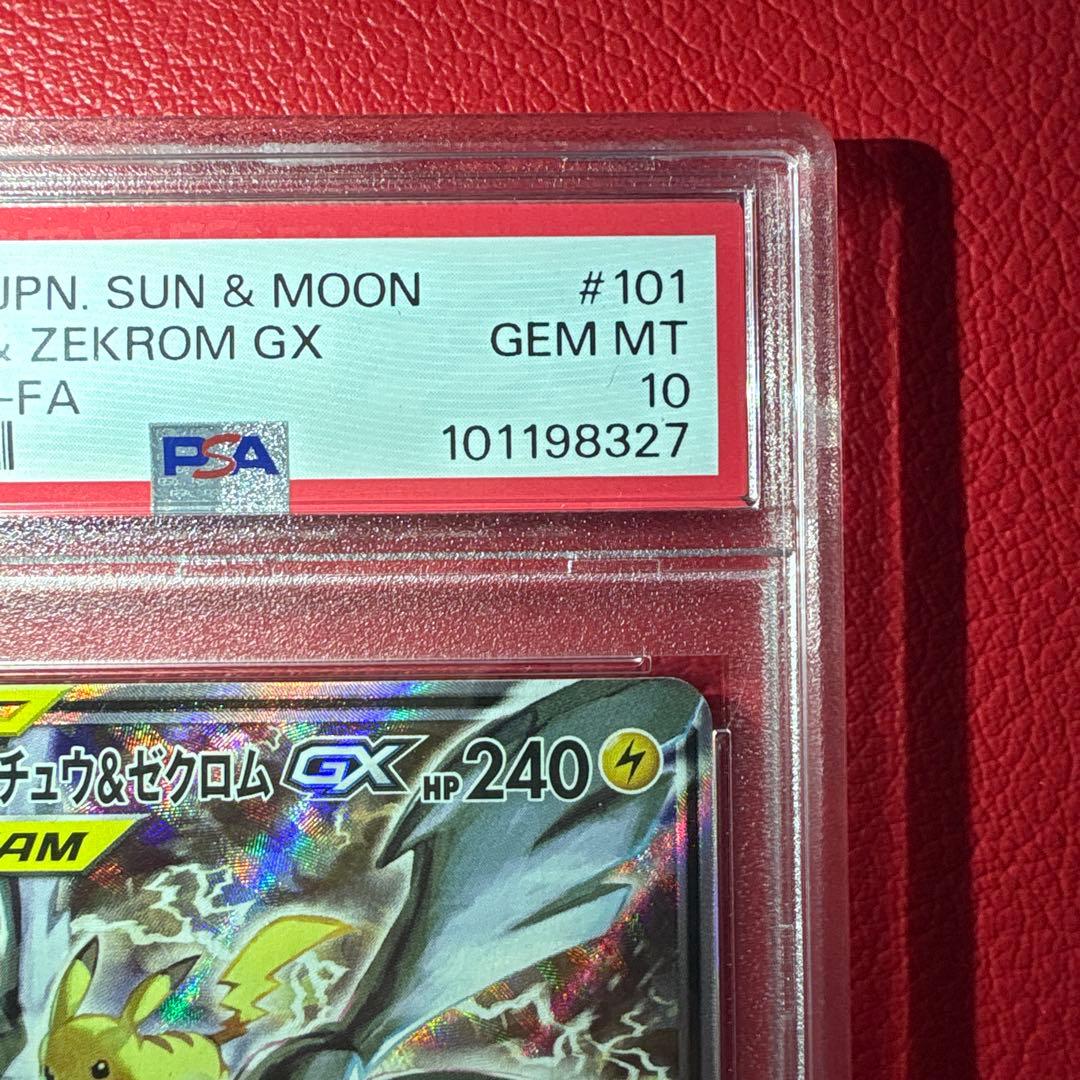 JPN. SUN & MOON #101
& ZEKROM GX GEM MT
-FA 10
PSA 101198327
チュウ&ゼクロム GX HP 240
AM